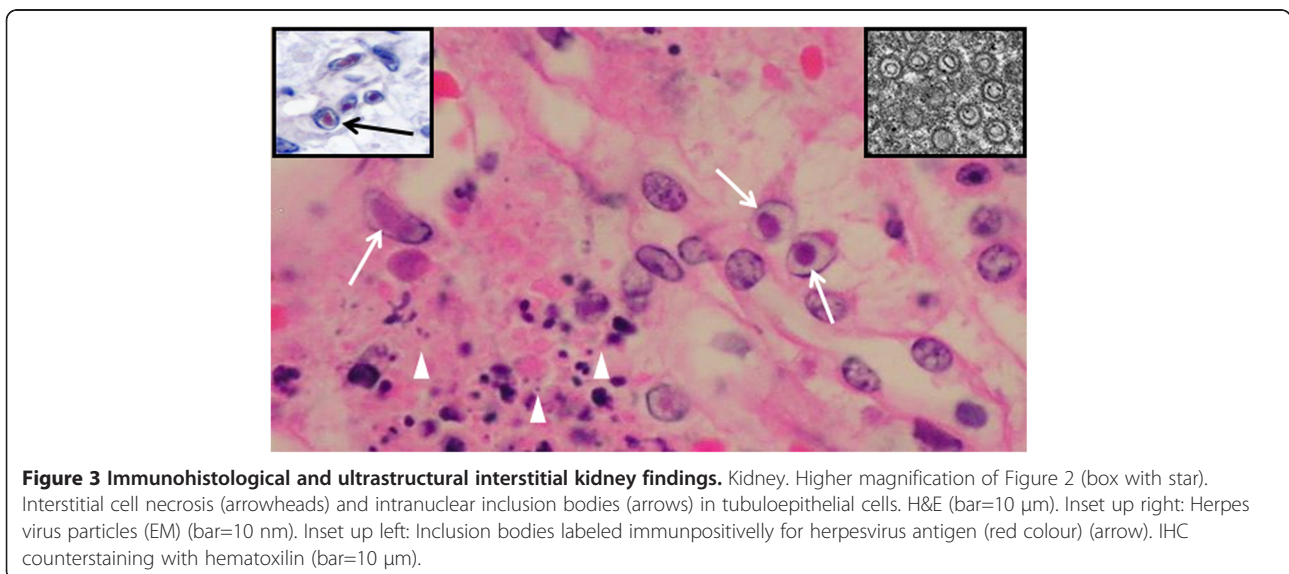 Figure 3 Immunohistological and ultrastructural interstitial kidney findings. Kidney. Higher magnification of Figure 2 (box with star).
Interstitial cell necrosis (arrowheads) and intranuclear inclusion bodies (arrows) in tubuloepithelial cells. H&E (bar=10 μm). Inset up right: Herpes
virus particles (EM) (bar=10 nm). Inset up left: Inclusion bodies labeled immunpositivelly for herpesvirus antigen (red colour) (arrow). IHC
counterstaining with hematoxilin (bar=10 μm).